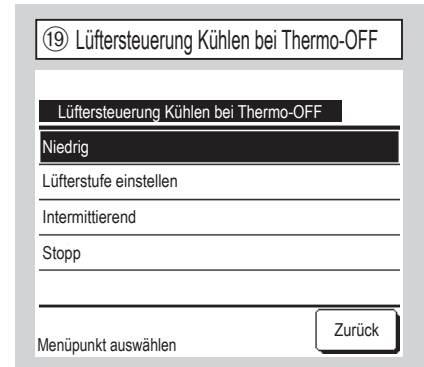 ⑲ Lüftersteuerung Kühlen bei Thermo-OFF
Lüftersteuerung Kühlen bei Thermo-OFF
Niedrig
Lüfterstufe einstellen
Intermittierend
Stopp
Zurück
Menüpunkt auswählen